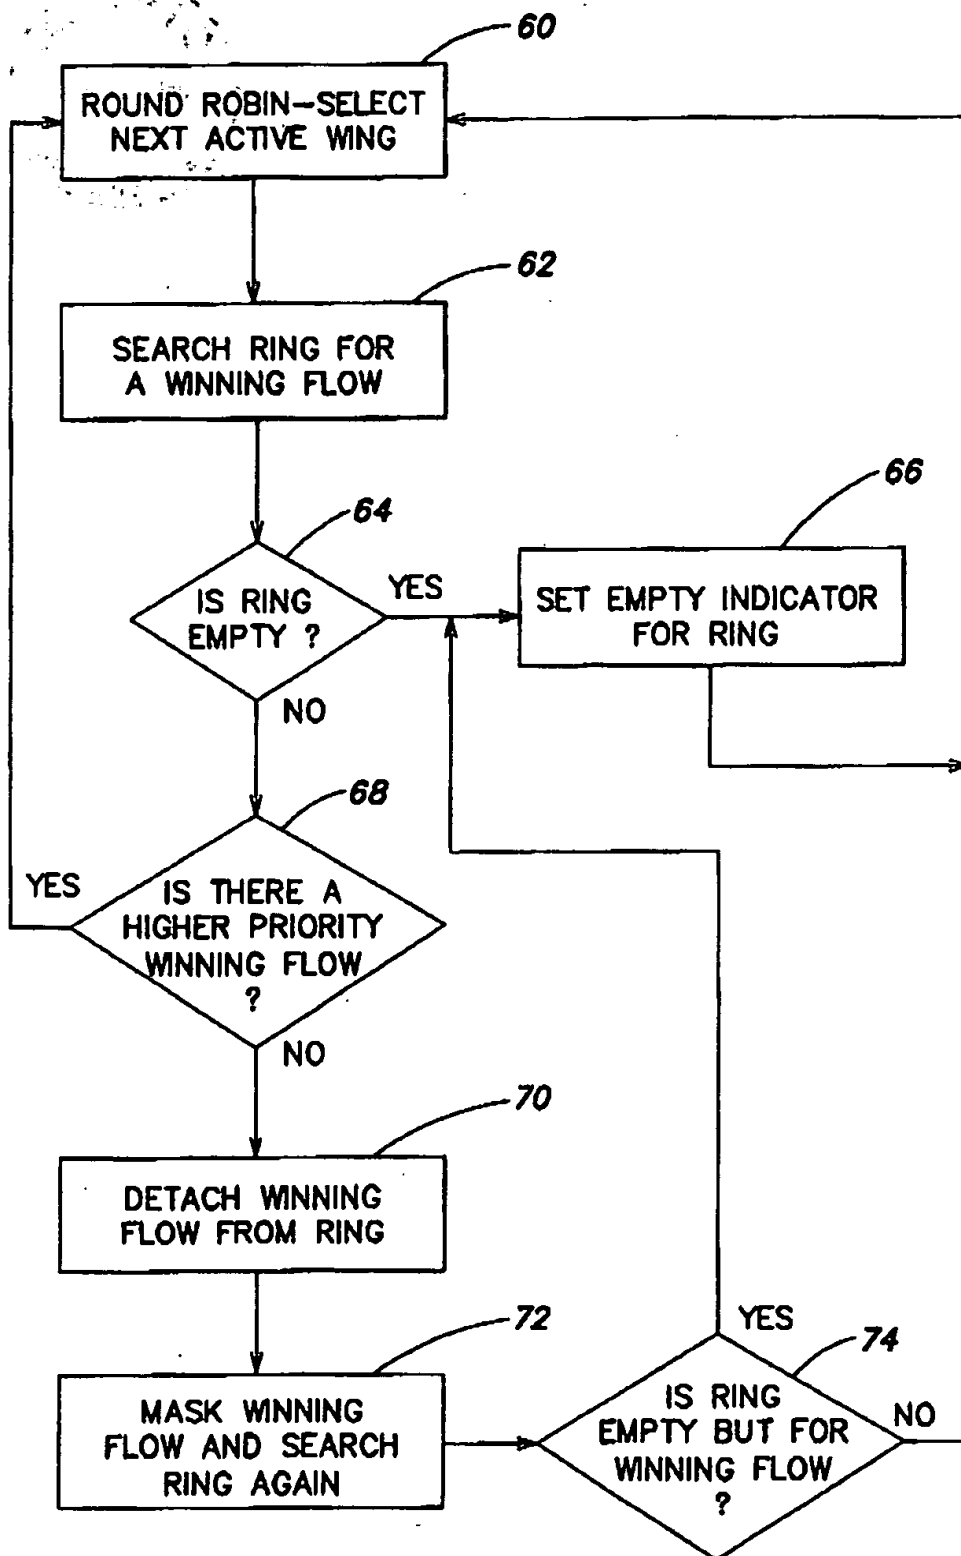 60
ROUND ROBIN-SELECT
NEXT ACTIVE WING
62
SEARCH RING FOR
A WINNING FLOW
64
IS RING
EMPTY ?
YES
NO
66
SET EMPTY INDICATOR
FOR RING
68
YES
IS THERE A
HIGHER PRIORITY
WINNING FLOW
?
NO
70
DETACH WINNING
FLOW FROM RING
72
MASK WINNING
FLOW AND SEARCH
RING AGAIN
YES
74
IS RING
EMPTY BUT FOR
WINNING FLOW
?
NO